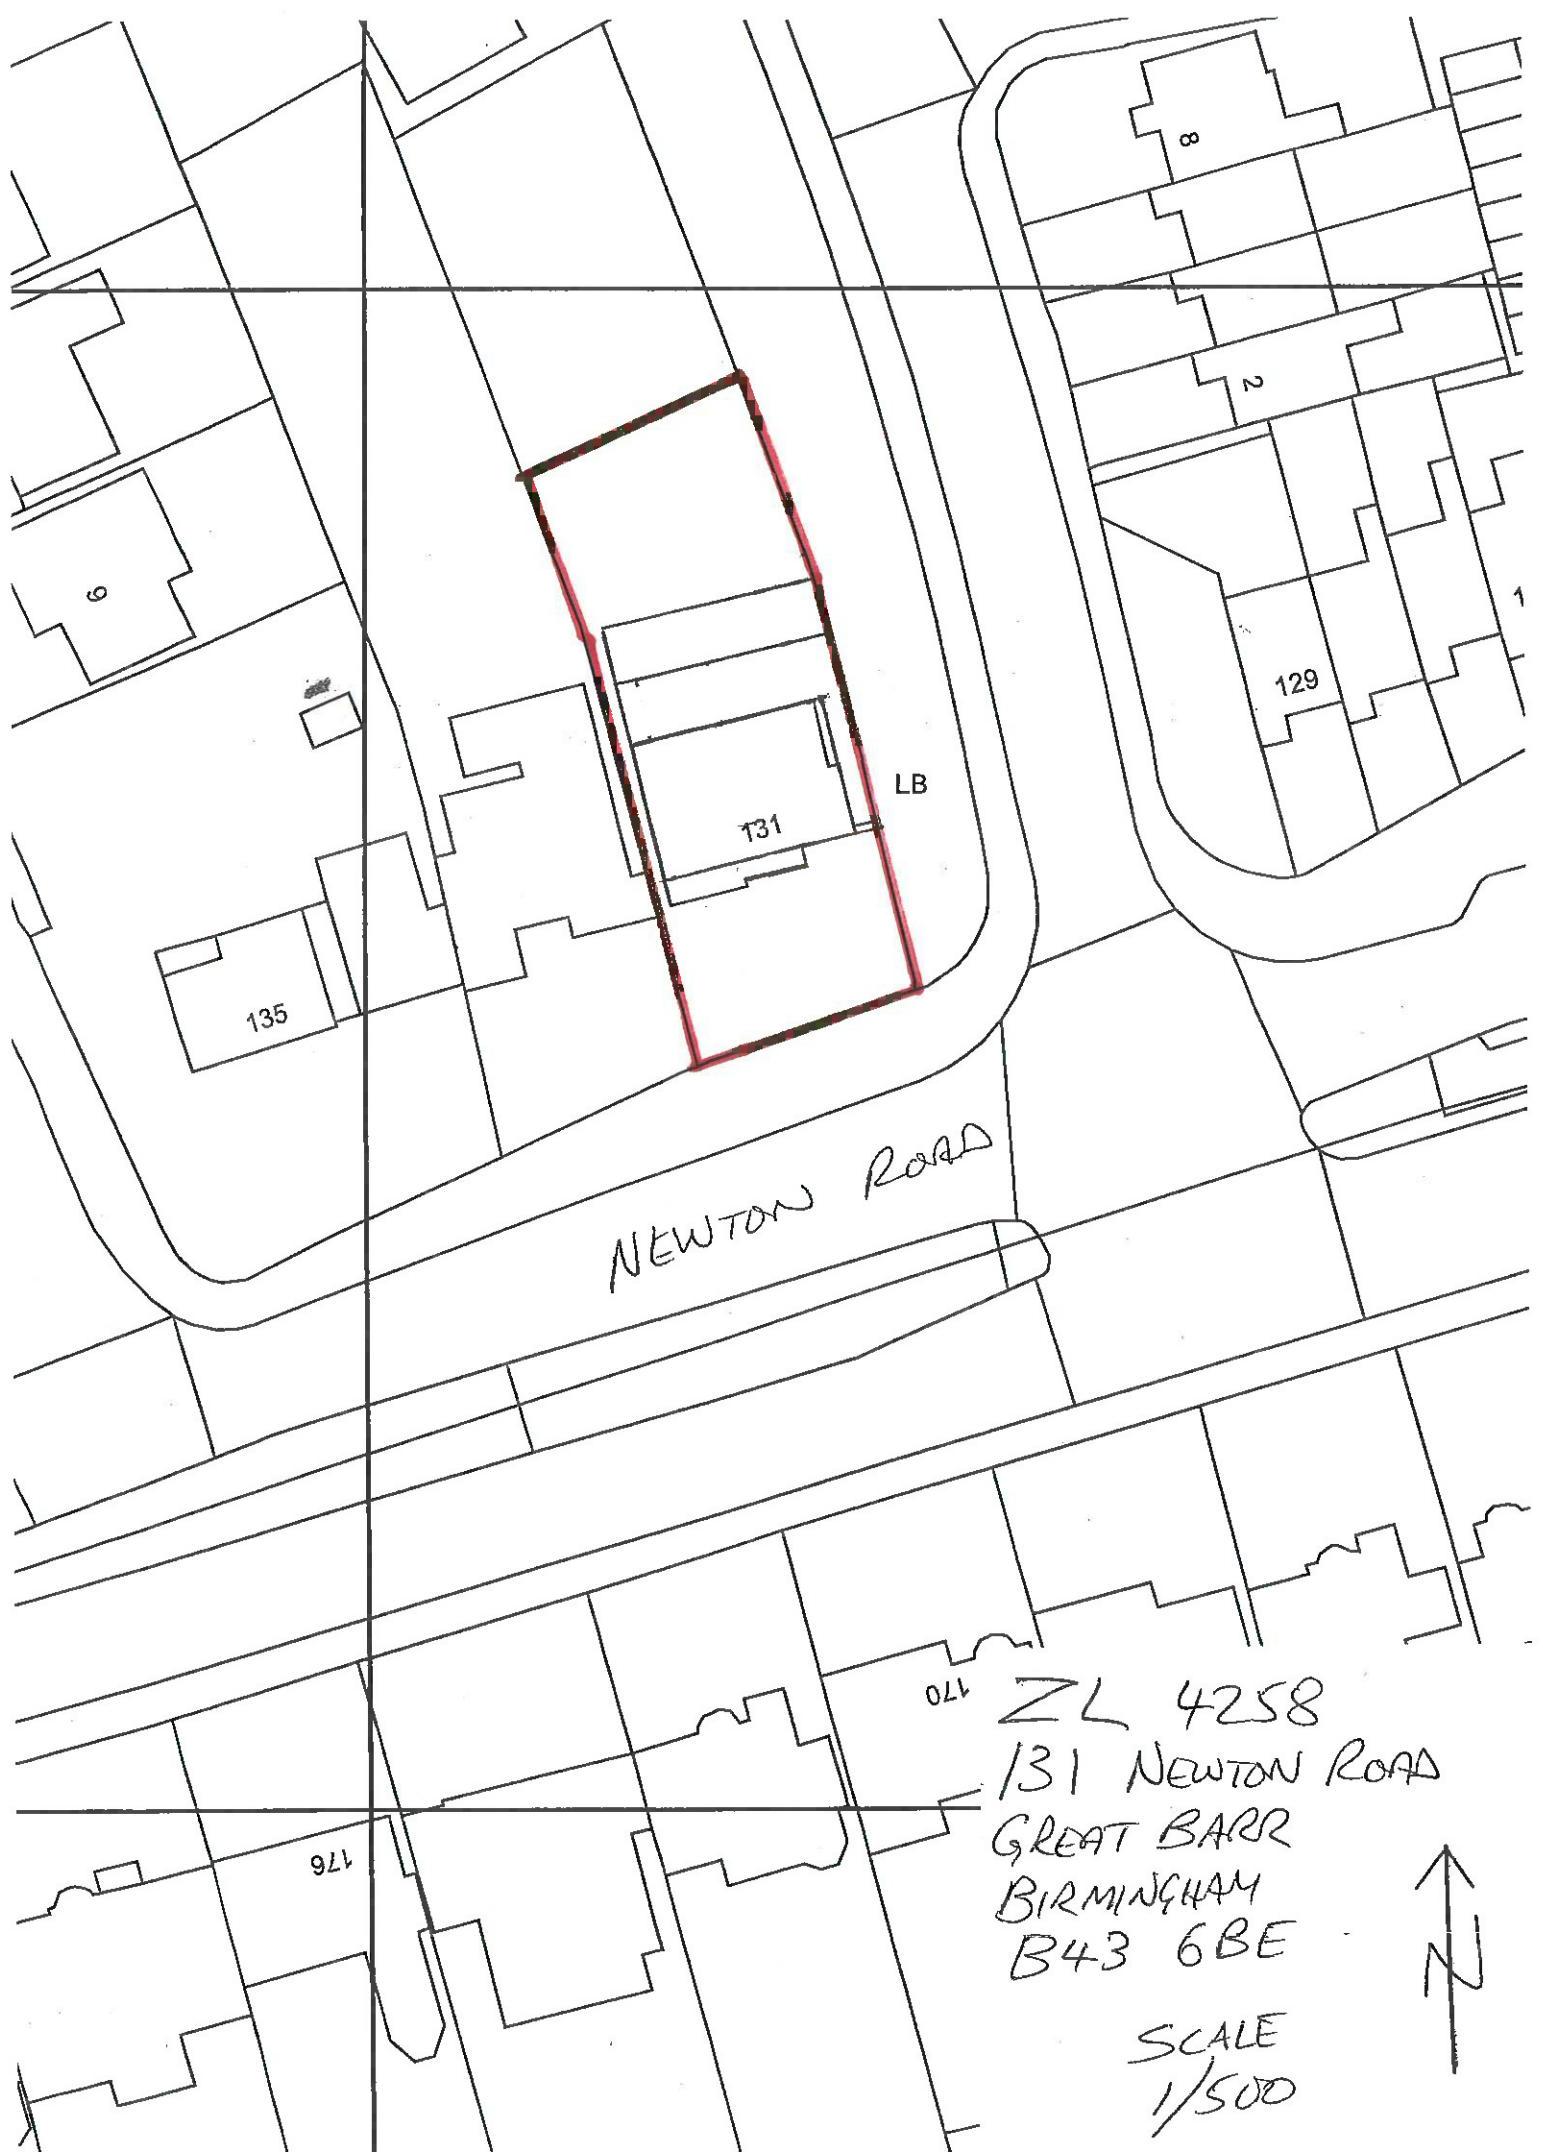 8
2
9
129
LB
131
135
NEWTON ROAD
170
ZL 4258
131 NEWTON ROAD
GREAT BARR
BIRMINGHAM
B43 6BE
176
N
SCALE
1/500